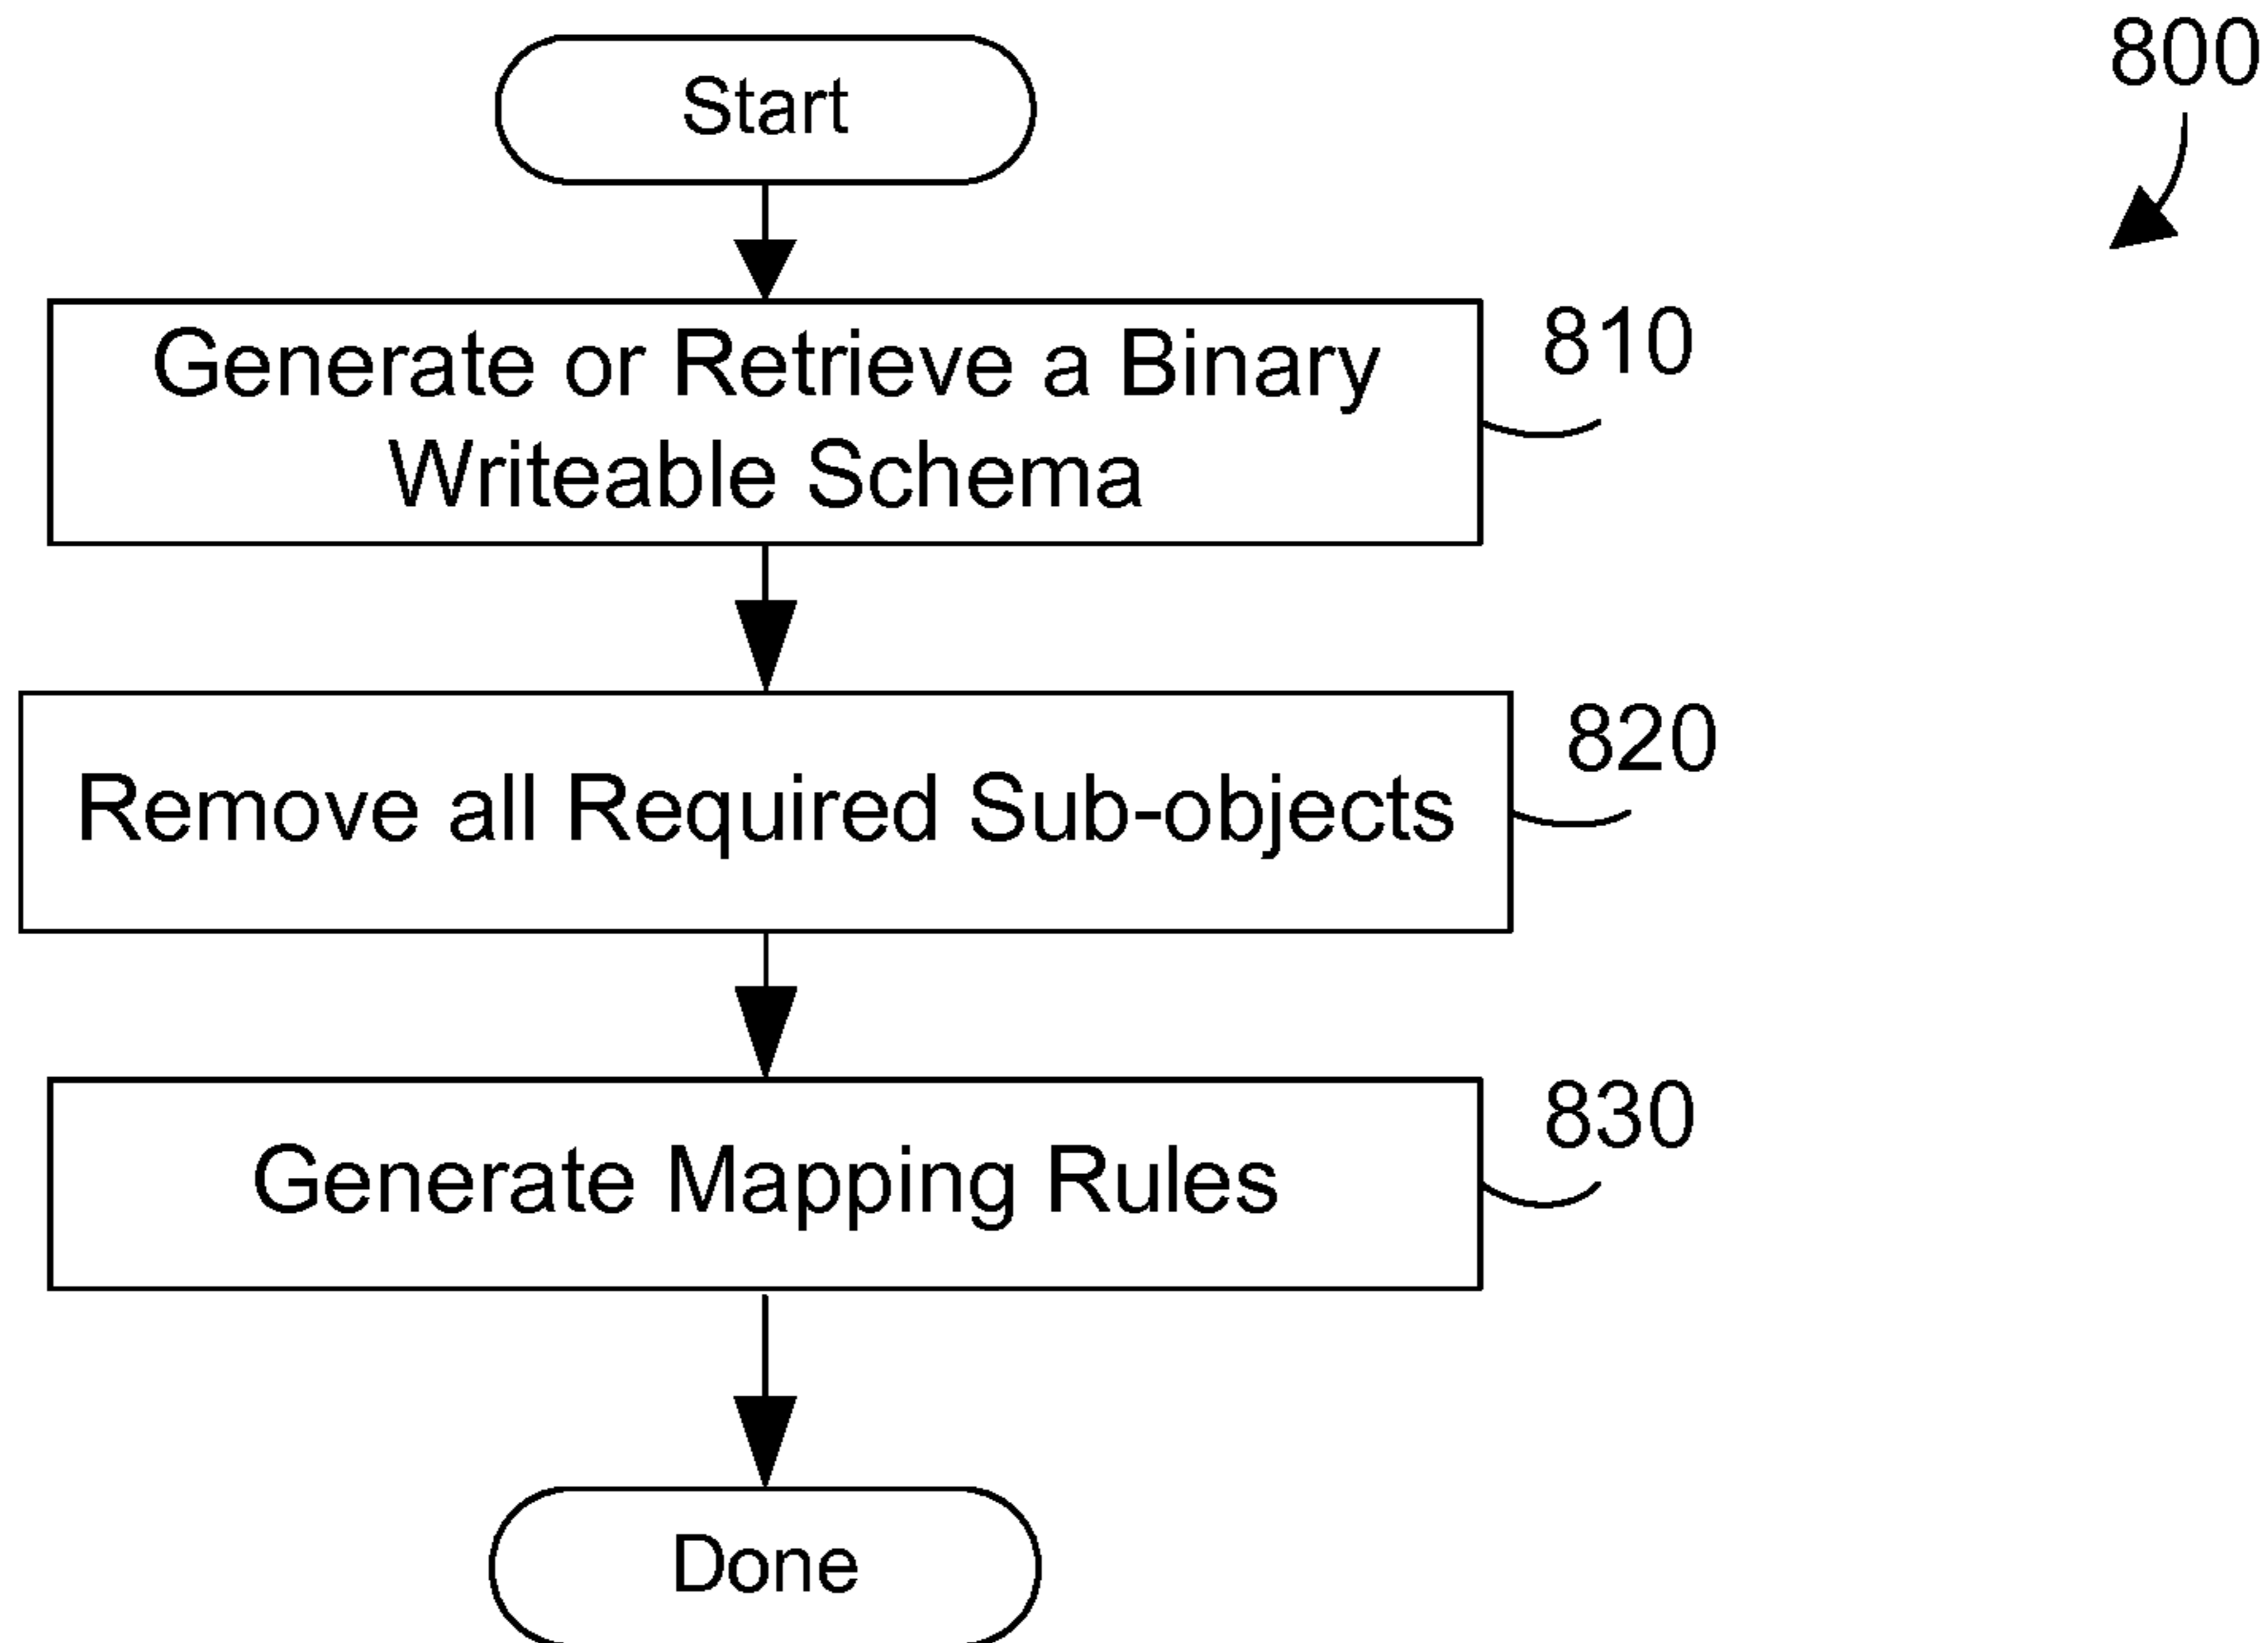 Start
800
Generate or Retrieve a Binary
Writeable Schema
810
Remove all Required Sub-objects
820
Generate Mapping Rules
830
Done